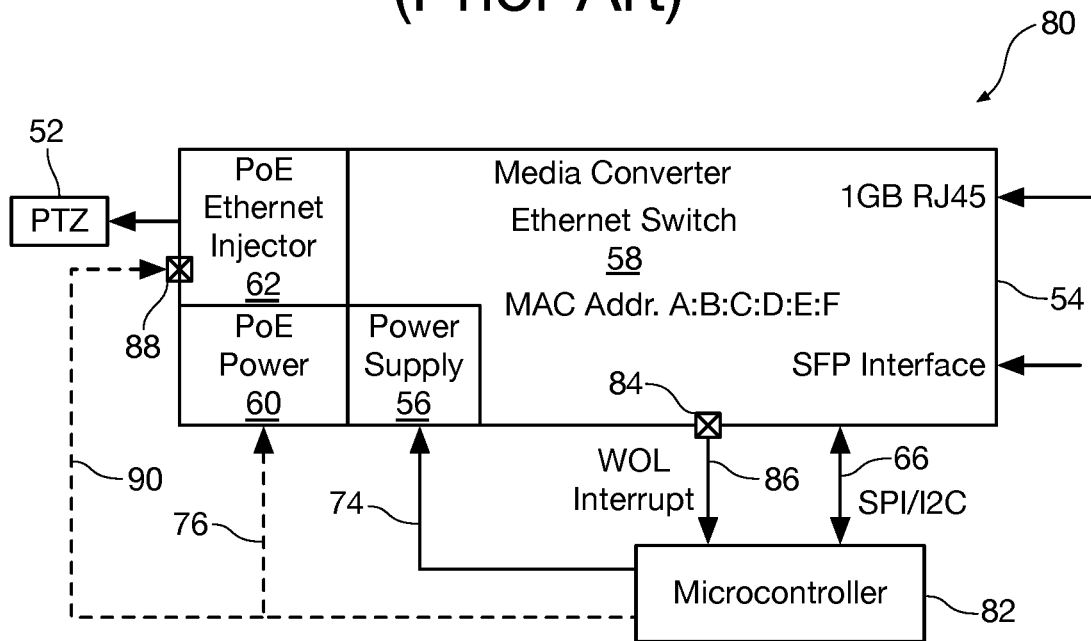 (Prior Art)
80
52
PTZ
PoE
Ethernet
Injector
62
Media Converter
Ethernet Switch
58
MAC Addr. A:B:C:D:E:F
1GB RJ45
54
SFP Interface
88
PoE
Power
60
Power
Supply
56
84
90
76
74
WOL
Interrupt
86
66
SPI/I2C
Microcontroller
82